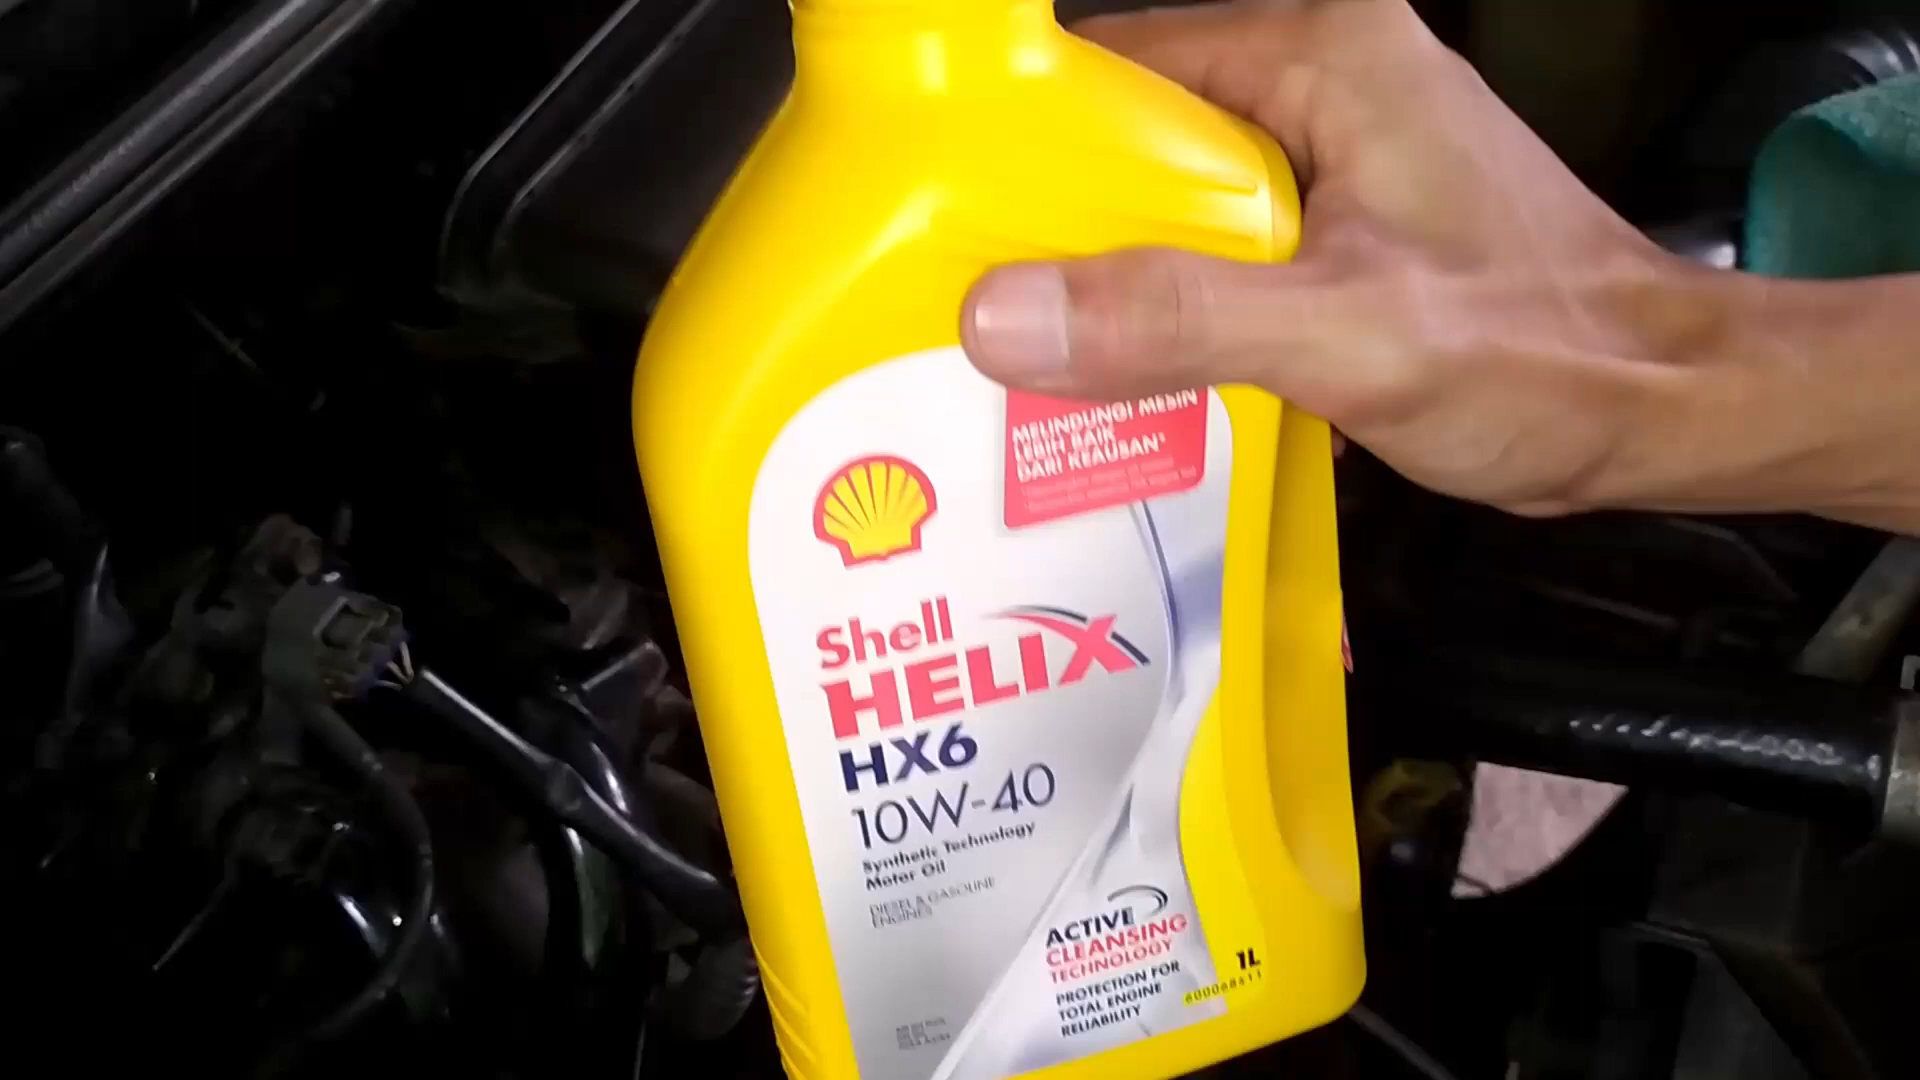 MELINDUNGI MESIN
LEBIH BAIK
DARI KEAUSAN*
Shell
HELIX
HX6
10W-40
Synthetic Technology
Motor Oil
DIESEL & GASOLINE
ENGINES
ACTIVE
CLEANSING
TECHNOLOGY
PROTECTION FOR
TOTAL ENGINE
RELIABILITY
1L